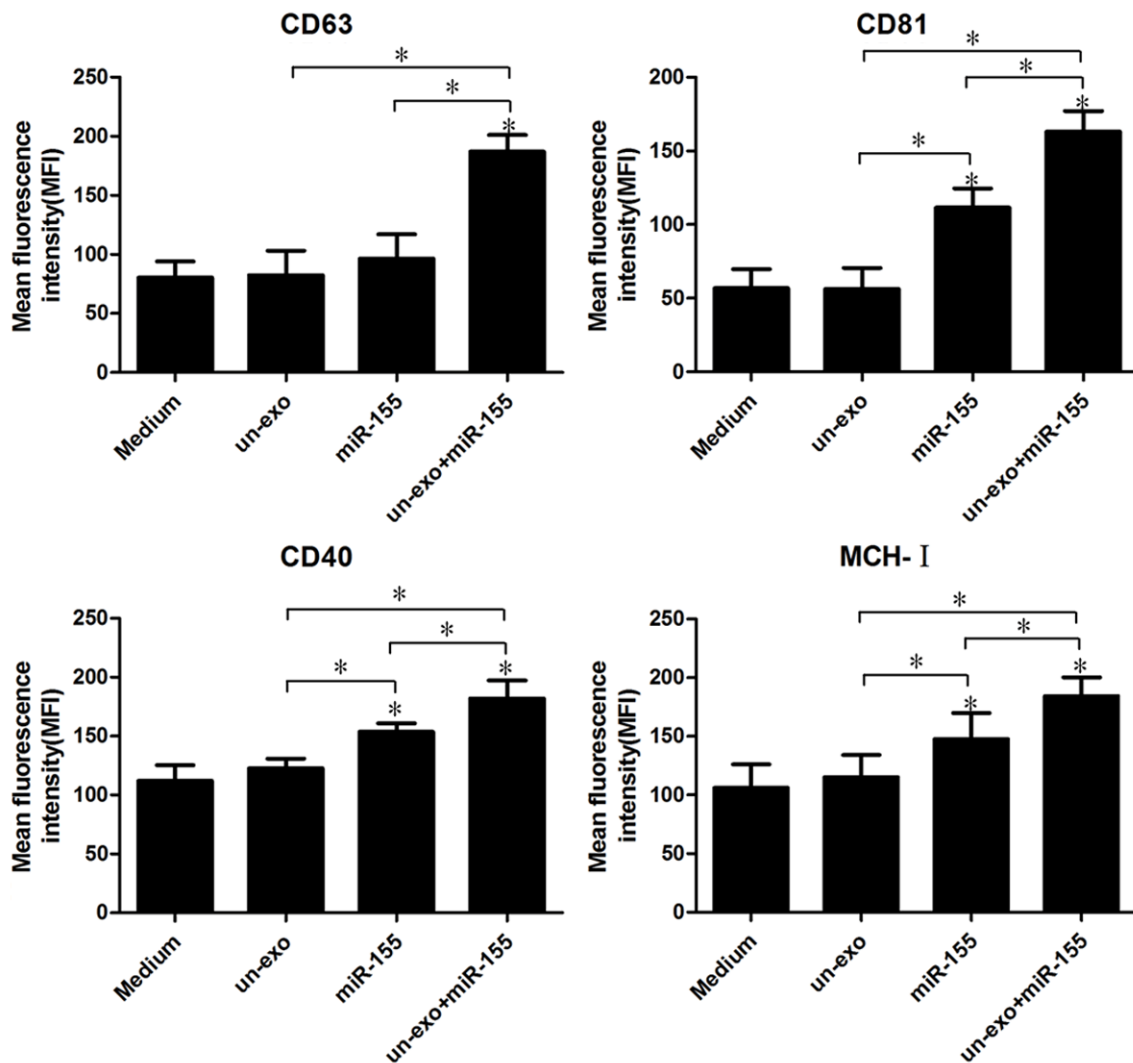 CD63
*
*
*
Mean fluorescence
intensity(MFI)
250
200
150
100
50
0
Medium
un-exo
miR-155
un-exo+miR-155
CD81
*
*
*
*
*
Mean fluorescence
intensity(MFI)
200
150
100
50
0
Medium
un-exo
miR-155
un-exo+miR-155
CD40
*
*
*
*
*
Mean fluorescence
intensity(MFI)
250
200
150
100
50
0
Medium
un-exo
miR-155
un-exo+miR-155
MCH- I
*
*
*
*
*
Mean fluorescence
intensity(MFI)
250
200
150
100
50
0
Medium
un-exo
miR-155
un-exo+miR-155